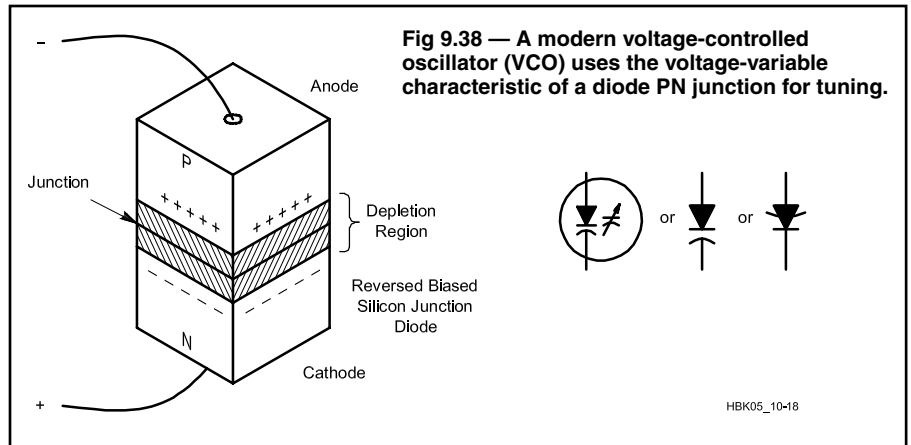 Fig 9.38 — A modern voltage-controlled
oscillator (VCO) uses the voltage-variable
characteristic of a diode PN junction for tuning.
-
Anode
P
Junction
+ + + + + + + + + +
Depletion
Region
or
or
Reversed Biased
Silicon Junction
Diode
N
Cathode
+
HBK05_10-18